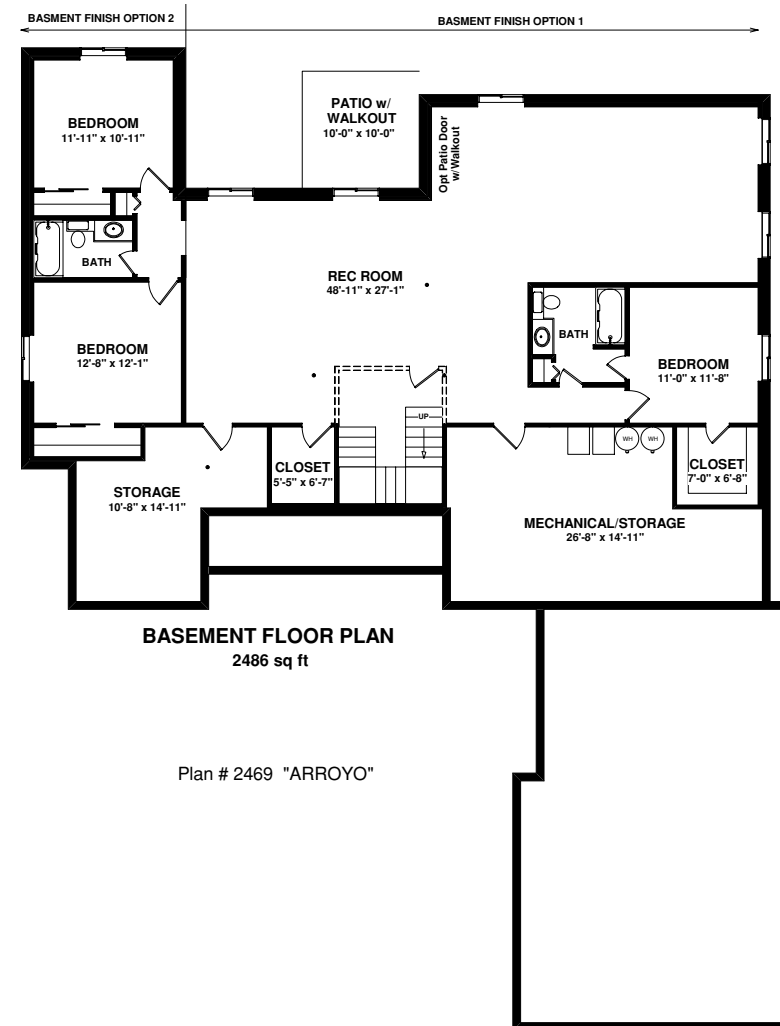 BASMENT FINISH OPTION 2
BASMENT FINISH OPTION 1
BEDROOM
11'-11" x 10'-11"
PATIO w/
WALKOUT
10'-0" x 10'-0"
Opt Patio Door
w/Walkout
BATH
REC ROOM
48'-11" x 27'-1"
BEDROOM
12'-8" x 12'-1"
BATH
BEDROOM
11'-0" x 11'-8"
UP
WH
WH
CLOSET
5'-5" x 6'-7"
CLOSET
7'-0" x 6'-8"
STORAGE
10'-8" x 14'-11"
MECHANICAL/STORAGE
26'-8" x 14'-11"
BASEMENT FLOOR PLAN
2486 sq ft
Plan # 2469 "ARROYO"